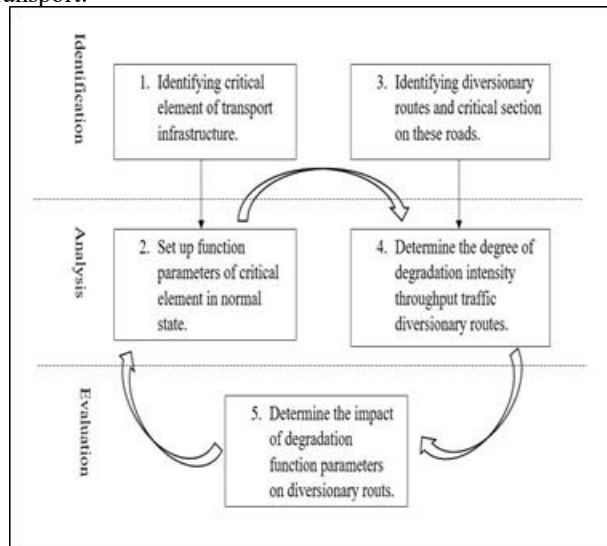 Identification
1. Identifying critical
element of transport
infrastructure.
3. Identifying diversionary
routes and critical section
on these roads.
Analysis
2. Set up function
parameters of critical
element in normal
state.
4. Determine the degree of
degradation intensity
throughput traffic
diversionary routes.
Evaluation
5. Determine the impact
of degradation
function parameters
on diversionary routs.